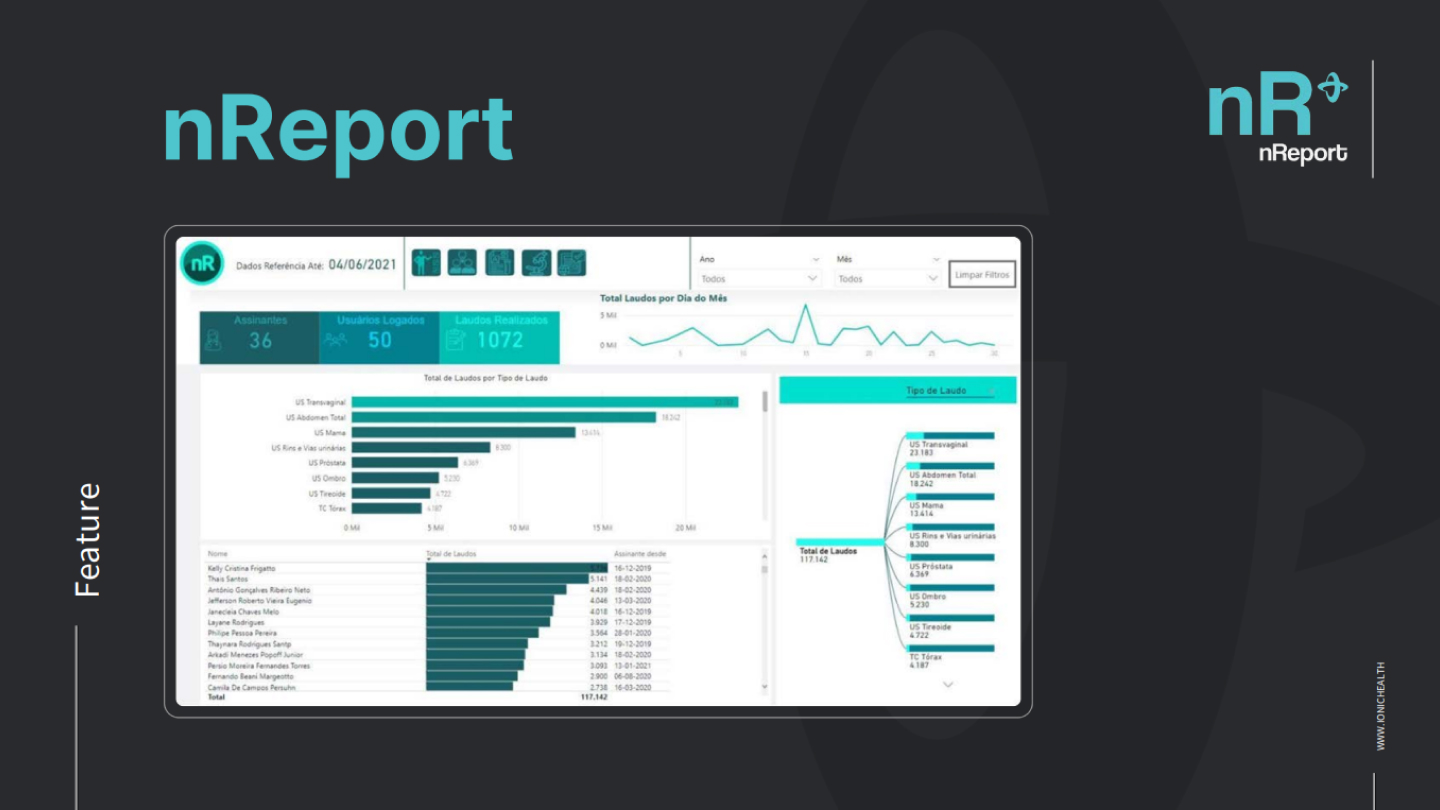 nReport
nR
nReport
nR
Dados Referência Até: 04/06/2021
Ano
Todos
Mês
Todos
Limpar Filtros
Assinantes
36
Usuários Logados
50
Laudos Realizados
1072
Total Laudos por Dia do Mês
0 Mil
5 10 15 20 25 30
Total de Laudos por Tipo de Laudo
US Transvaginal
US Abdomen Total 18.242
US Mama 13.414
US Rins e Vias urinárias 8.300
US Próstata 6.369
US Ombro 5.230
US Tireoide 4.722
TC Tórax 4.187
0 Mil 5 Mil 10 Mil 15 Mil 20 Mil
Nome Total de Laudos Assinante desde
Kelly Cristina Frigatto 16-12-2019
Thais Santos 5.141 18-02-2020
Antônio Gonçalves Ribeiro Neto 4.439 18-02-2020
Jefferson Roberto Vieira Eugenio 4.046 13-03-2020
Janecleia Chaves Melo 4.018 16-12-2019
Layane Rodrigues 3.929 17-12-2019
Philipe Pessoa Pereira 3.564 28-01-2020
Thaynara Rodrigues Santp 3.212 19-12-2019
Arkadi Menezes Popoff Junior 3.134 18-02-2020
Persio Moreira Fernandes Torres 3.093 13-01-2021
Fernando Beani Margeotto 2.900 06-08-2020
Camila De Campos Persuhn 2.738 16-03-2020
Total 117.142
Tipo de Laudo
Total de Laudos
117.142
US Transvaginal
23.183
US Abdomen Total
18.242
US Mama
13.414
US Rins e Vias urinárias
8.300
US Próstata
6.369
US Ombro
5.230
US Tireoide
4.722
TC Tórax
4.187
Feature
WWW.IONICHEALTH